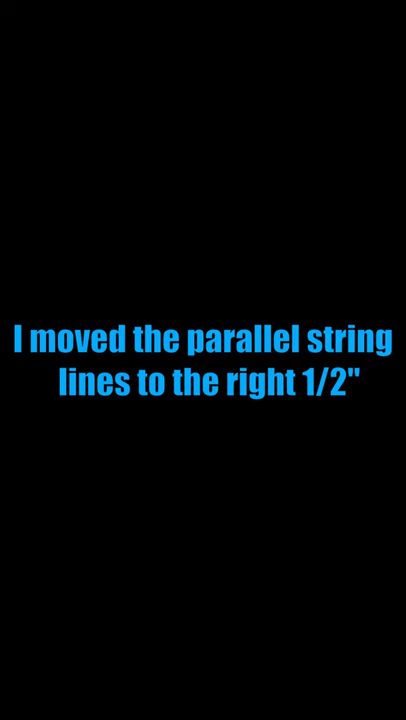 I moved the parallel string
lines to the right 1/2"